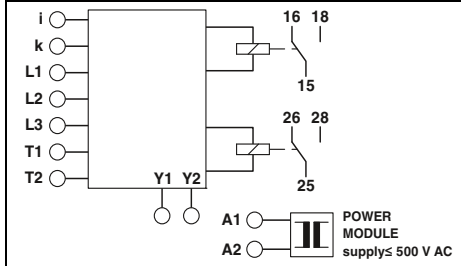 i
k
L1
L2
L3
T1
T2
Y1 Y2
16 18
15
26 28
25
A1
A2
POWER
MODULE
supply≤ 500 V AC